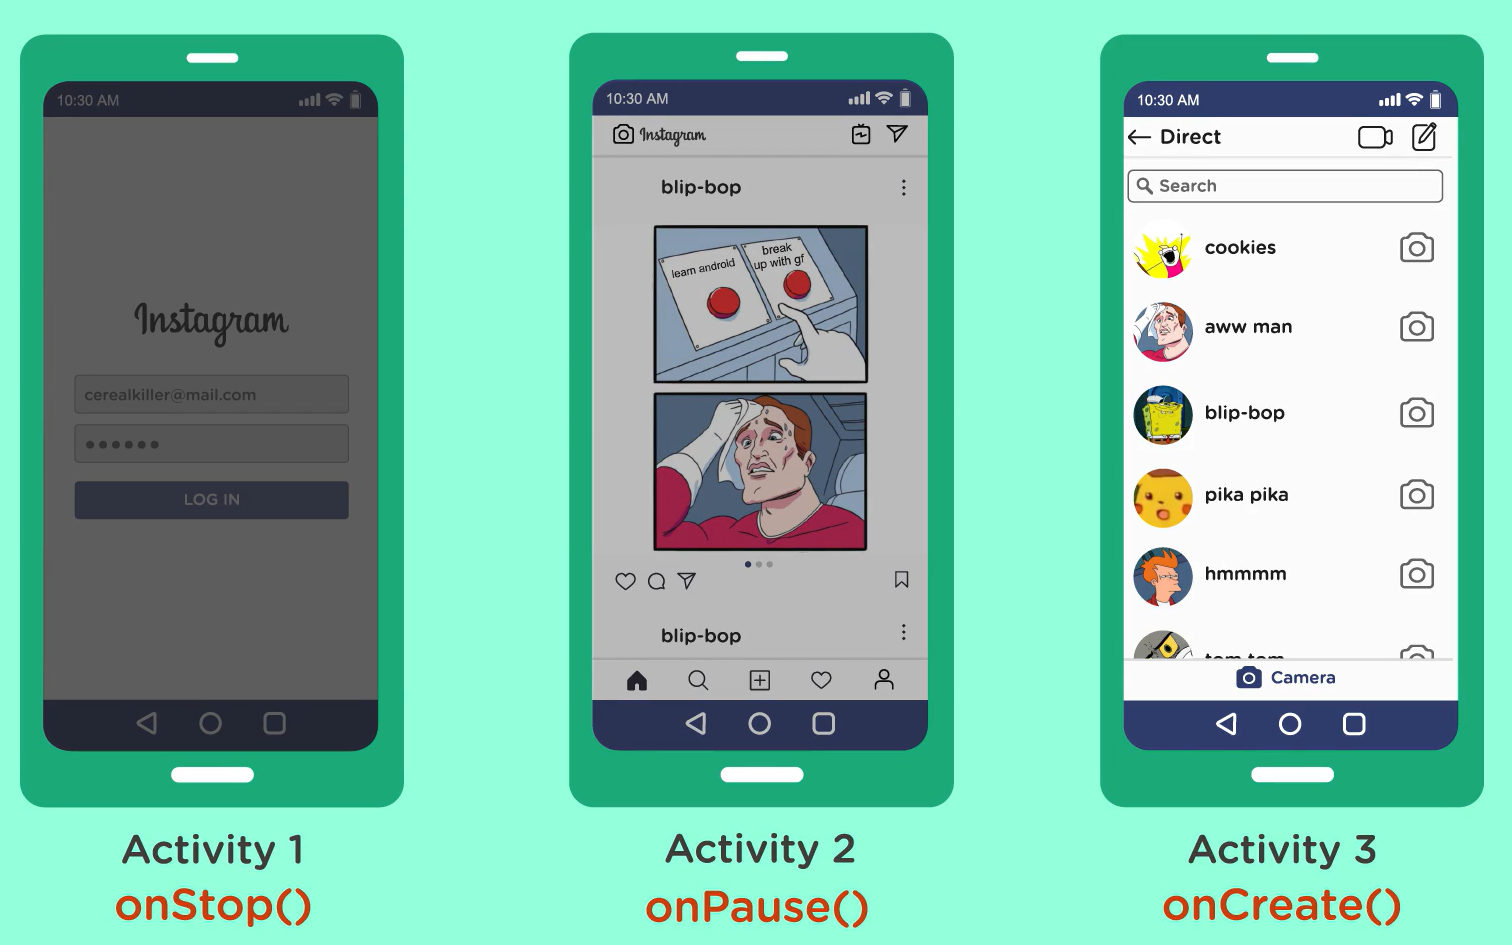 10:30 AM
Instagram
cerealkiller@mail.com
LOG IN
Activity 1
onStop()
10:30 AM
Instagram
blip-bop
learn android
break
up with gf
blip-bop
Activity 2
onPause()
10:30 AM
Direct
Search
cookies
aww man
blip-bop
pika pika
hmmmm
tom tom
Camera
Activity 3
onCreate()